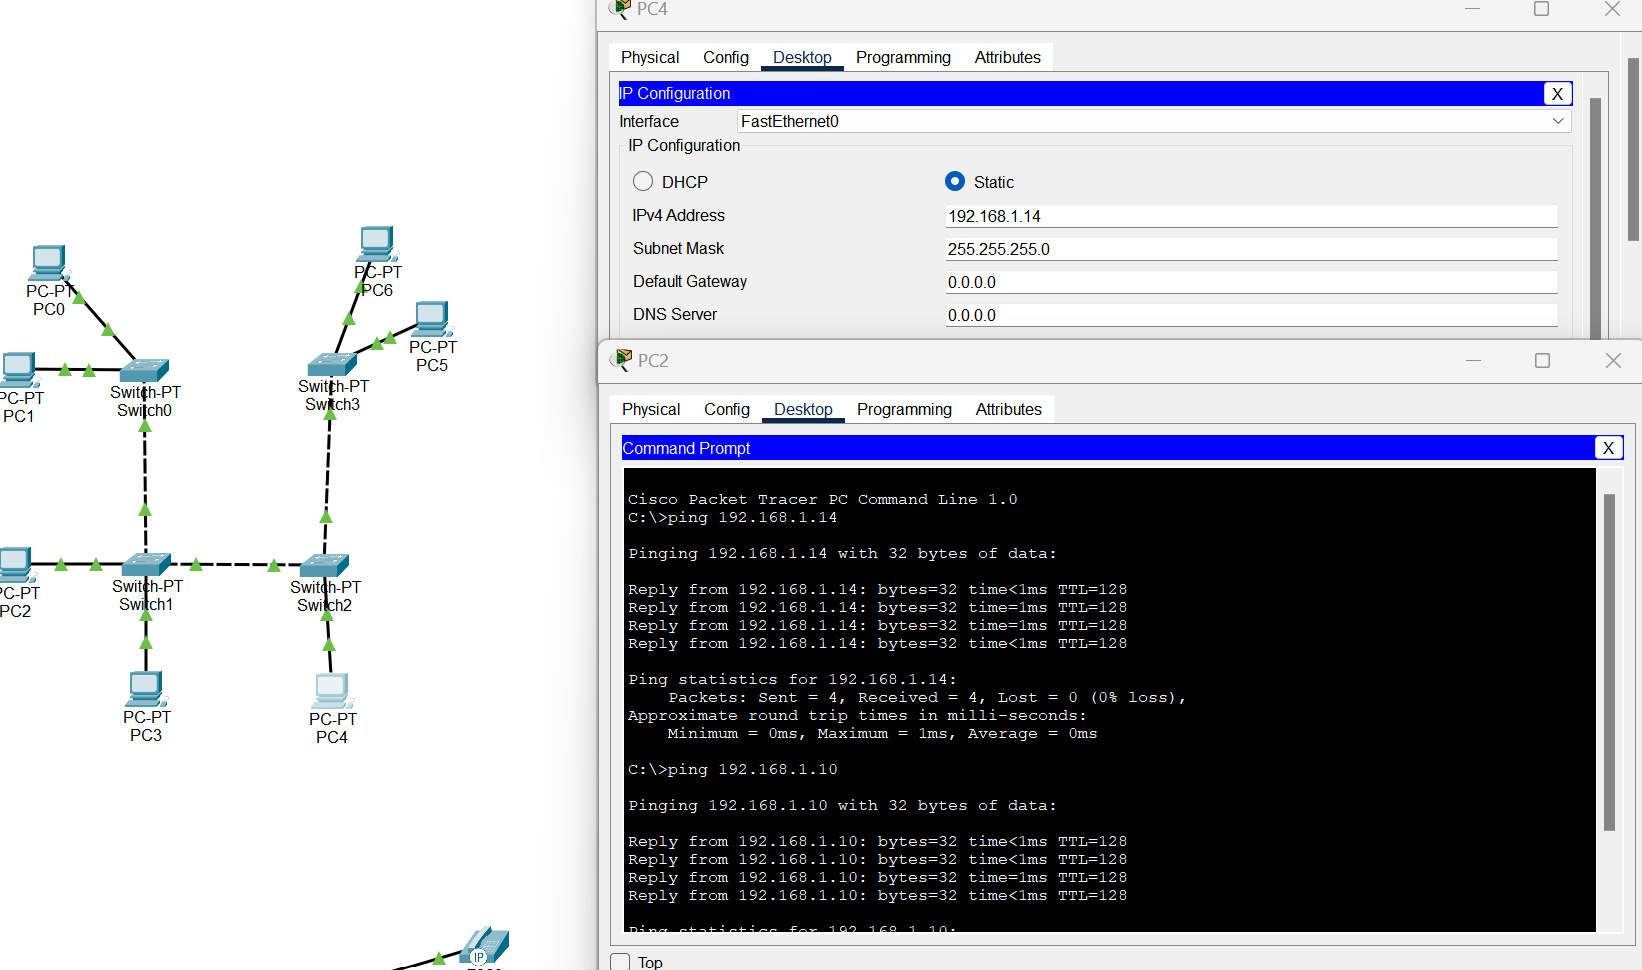 PC4
Physical Config Desktop Programming Attributes
IP Configuration X
Interface FastEthernet0
IP Configuration
DHCP Static
IPv4 Address 192.168.1.14
Subnet Mask 255.255.255.0
Default Gateway 0.0.0.0
DNS Server 0.0.0.0
PC2
Physical Config Desktop Programming Attributes
Command Prompt X
Cisco Packet Tracer PC Command Line 1.0
C:\>ping 192.168.1.14
Pinging 192.168.1.14 with 32 bytes of data:
Reply from 192.168.1.14: bytes=32 time<1ms TTL=128
Reply from 192.168.1.14: bytes=32 time=1ms TTL=128
Reply from 192.168.1.14: bytes=32 time=1ms TTL=128
Reply from 192.168.1.14: bytes=32 time<1ms TTL=128
Ping statistics for 192.168.1.14:
Packets: Sent = 4, Received = 4, Lost = 0 (0% loss),
Approximate round trip times in milli-seconds:
Minimum = 0ms, Maximum = 1ms, Average = 0ms
C:\>ping 192.168.1.10
Pinging 192.168.1.10 with 32 bytes of data:
Reply from 192.168.1.10: bytes=32 time<1ms TTL=128
Reply from 192.168.1.10: bytes=32 time<1ms TTL=128
Reply from 192.168.1.10: bytes=32 time=1ms TTL=128
Reply from 192.168.1.10: bytes=32 time<1ms TTL=128
Ping statistics for 192.168.1.10:
Top
PC-PT
PC0
PC-PT
PC6
PC-PT
PC5
PC-PT
PC1
Switch-PT
Switch0
Switch-PT
Switch3
PC-PT
PC2
Switch-PT
Switch1
Switch-PT
Switch2
PC-PT
PC3
PC-PT
PC4
IP